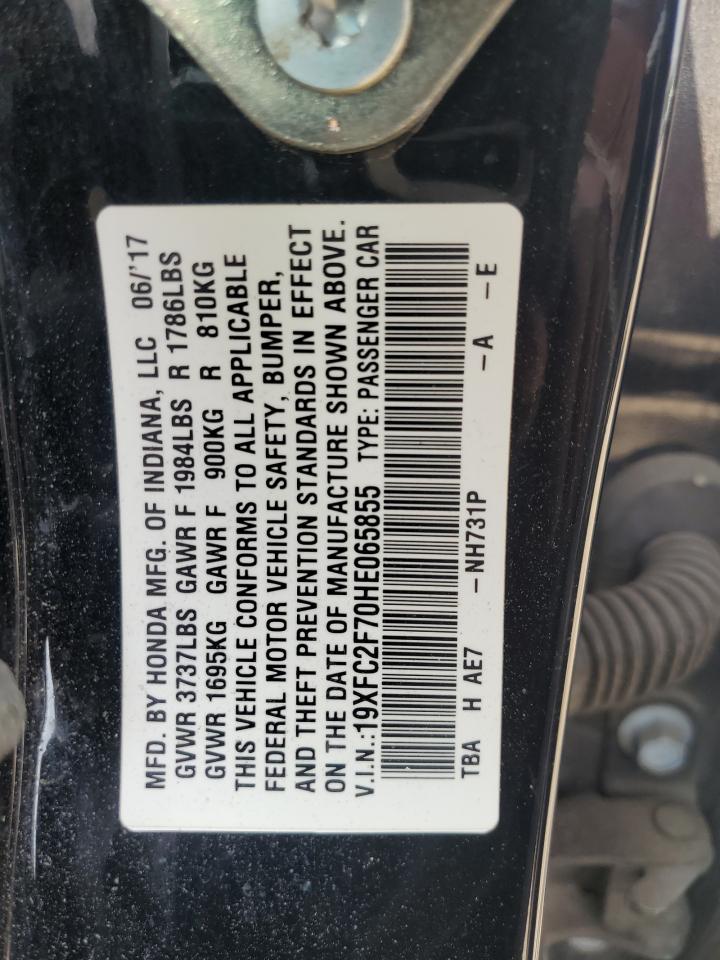 MFD. BY HONDA MFG. OF INDIANA, LLC 06/'17
GVWR 3737LBS GAWR F 1984LBS R 1786LBS
GVWR 1695KG GAWR F 900KG R 810KG
THIS VEHICLE CONFORMS TO ALL APPLICABLE
FEDERAL MOTOR VEHICLE SAFETY, BUMPER,
AND THEFT PREVENTION STANDARDS IN EFFECT
ON THE DATE OF MANUFACTURE SHOWN ABOVE.
V.I.N.:19XFC2F70HE065855 TYPE: PASSENGER CAR
TBA H AE7 -NH731P -A -E